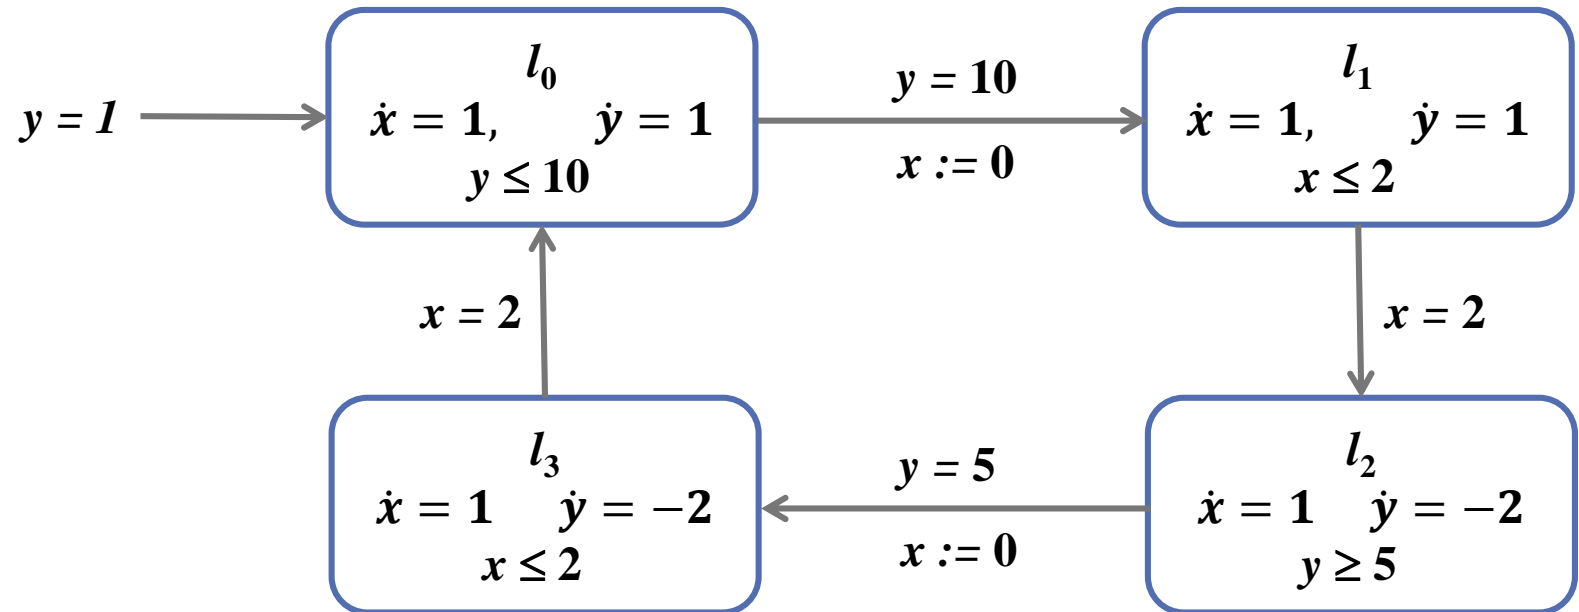 l₀
ẋ = 1, ẏ = 1
y ≤ 10
y = 1
y = 10
x := 0
l₁
ẋ = 1, ẏ = 1
x ≤ 2
x = 2
x = 2
l₃
ẋ = 1 ẏ = −2
x ≤ 2
y = 5
x := 0
l₂
ẋ = 1 ẏ = −2
y ≥ 5